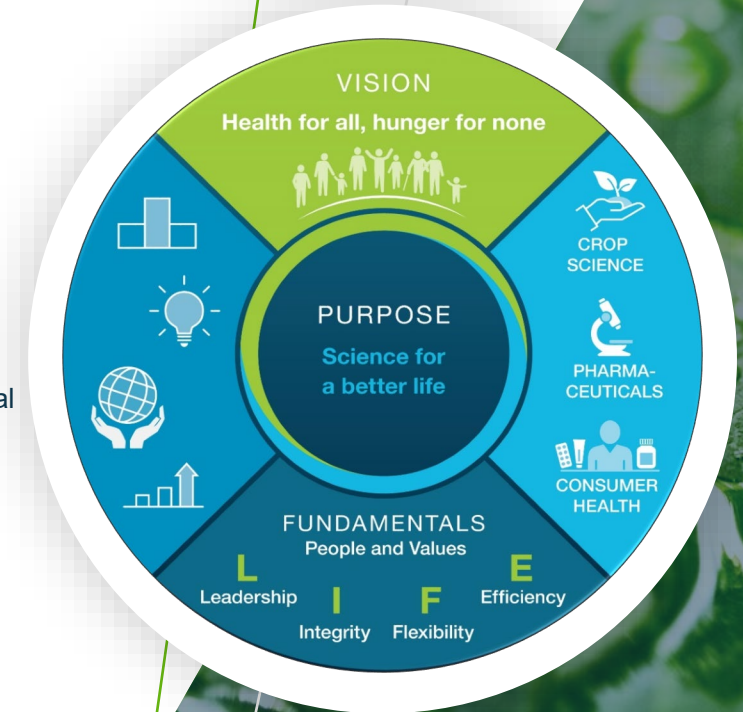 VISION
Health for all, hunger for none
CROP
SCIENCE
PHARMA-
CEUTICALS
CONSUMER
HEALTH
PURPOSE
Science for
a better life
al
FUNDAMENTALS
People and Values
L I F E
Leadership Integrity Flexibility Efficiency